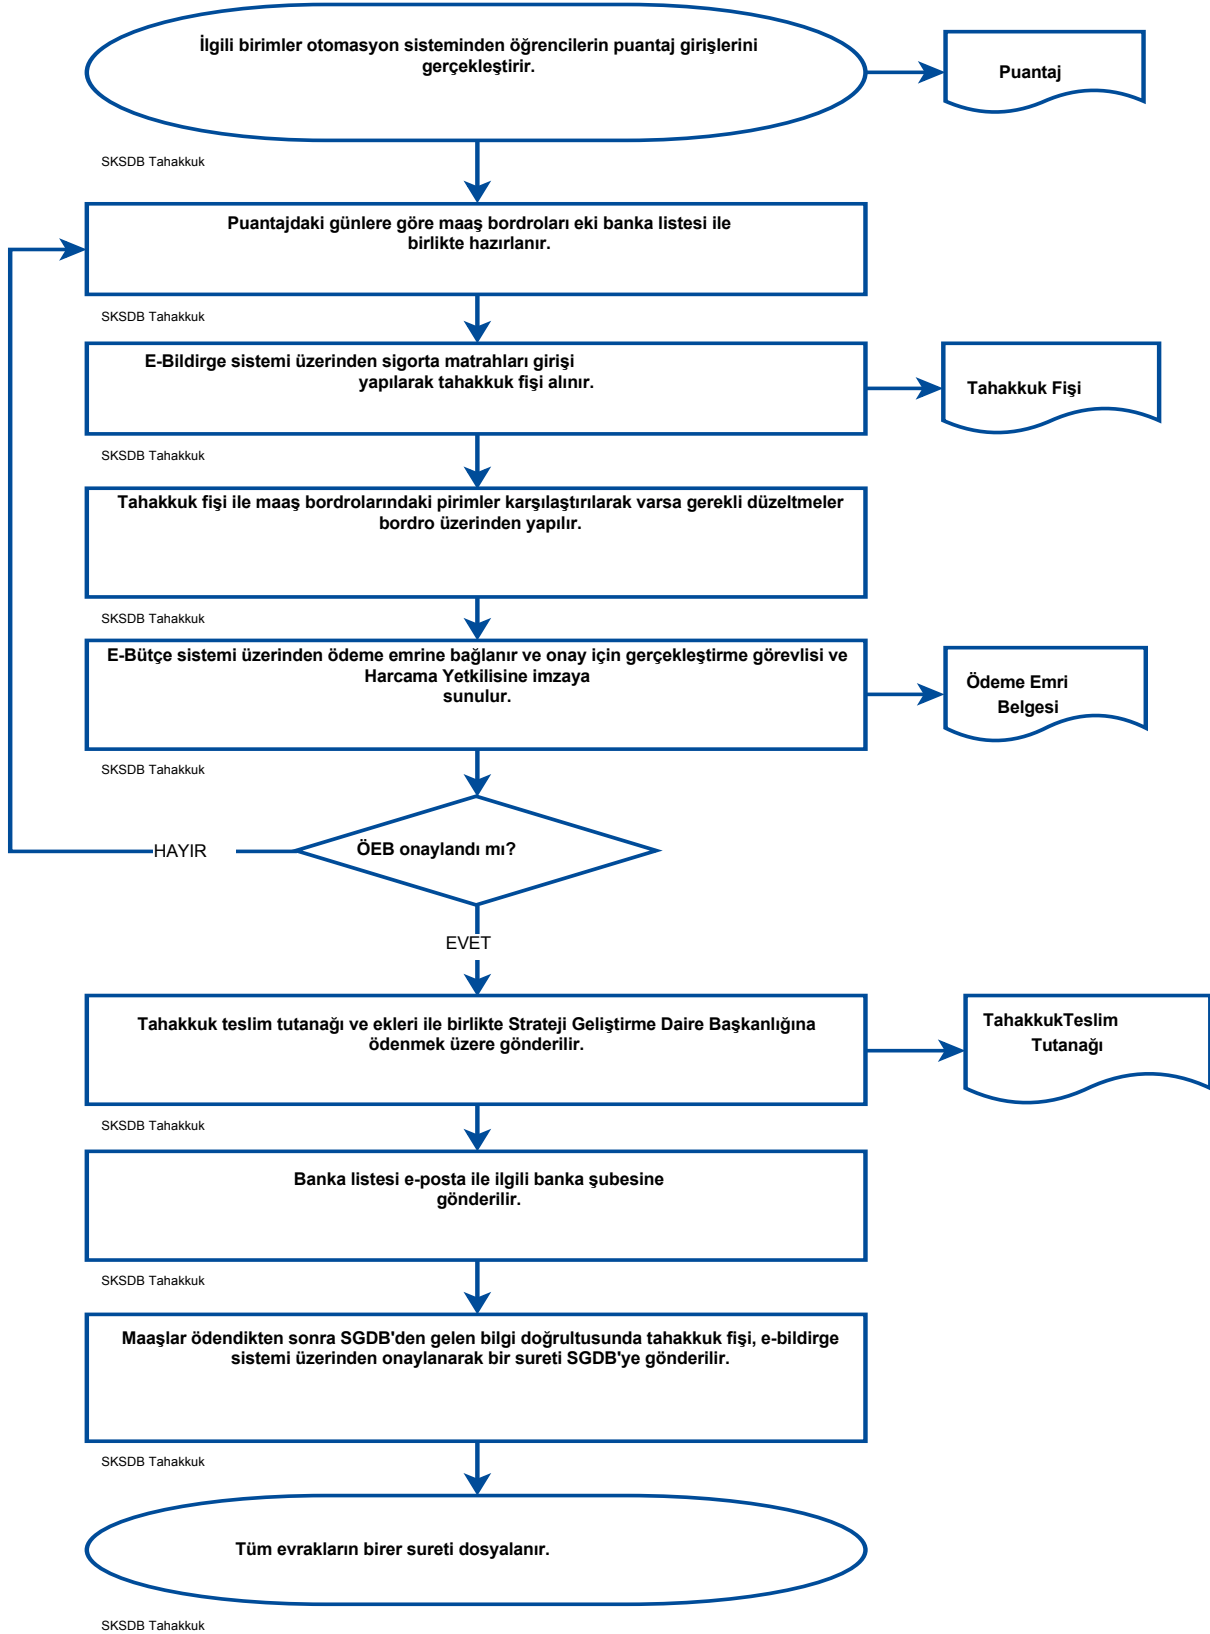 İlgili birimler otomasyon sisteminden öğrencilerin puantaj girişlerini
gerçekleştirir.
Puantaj
SKSDB Tahakkuk
Puantajdaki günlere göre maaş bordroları eki banka listesi ile
birlikte hazırlanır.
SKSDB Tahakkuk
E-Bildirge sistemi üzerinden sigorta matrahları girişi
yapılarak tahakkuk fişi alınır.
Tahakkuk Fişi
SKSDB Tahakkuk
Tahakkuk fişi ile maaş bordrolarındaki pirimler karşılaştırılarak varsa gerekli düzeltmeler
bordro üzerinden yapılır.
SKSDB Tahakkuk
E-Bütçe sistemi üzerinden ödeme emrine bağlanır ve onay için gerçekleştirme görevlisi ve
Harcama Yetkilisine imzaya
sunulur.
Ödeme Emri
Belgesi
SKSDB Tahakkuk
ÖEB onaylandı mı?
HAYIR
EVET
Tahakkuk teslim tutanağı ve ekleri ile birlikte Strateji Geliştirme Daire Başkanlığına
ödenmek üzere gönderilir.
TahakkukTeslim
Tutanağı
SKSDB Tahakkuk
Banka listesi e-posta ile ilgili banka şubesine
gönderilir.
SKSDB Tahakkuk
Maaşlar ödendikten sonra SGDB'den gelen bilgi doğrultusunda tahakkuk fişi, e-bildirge
sistemi üzerinden onaylanarak bir sureti SGDB'ye gönderilir.
SKSDB Tahakkuk
Tüm evrakların birer sureti dosyalanır.
SKSDB Tahakkuk